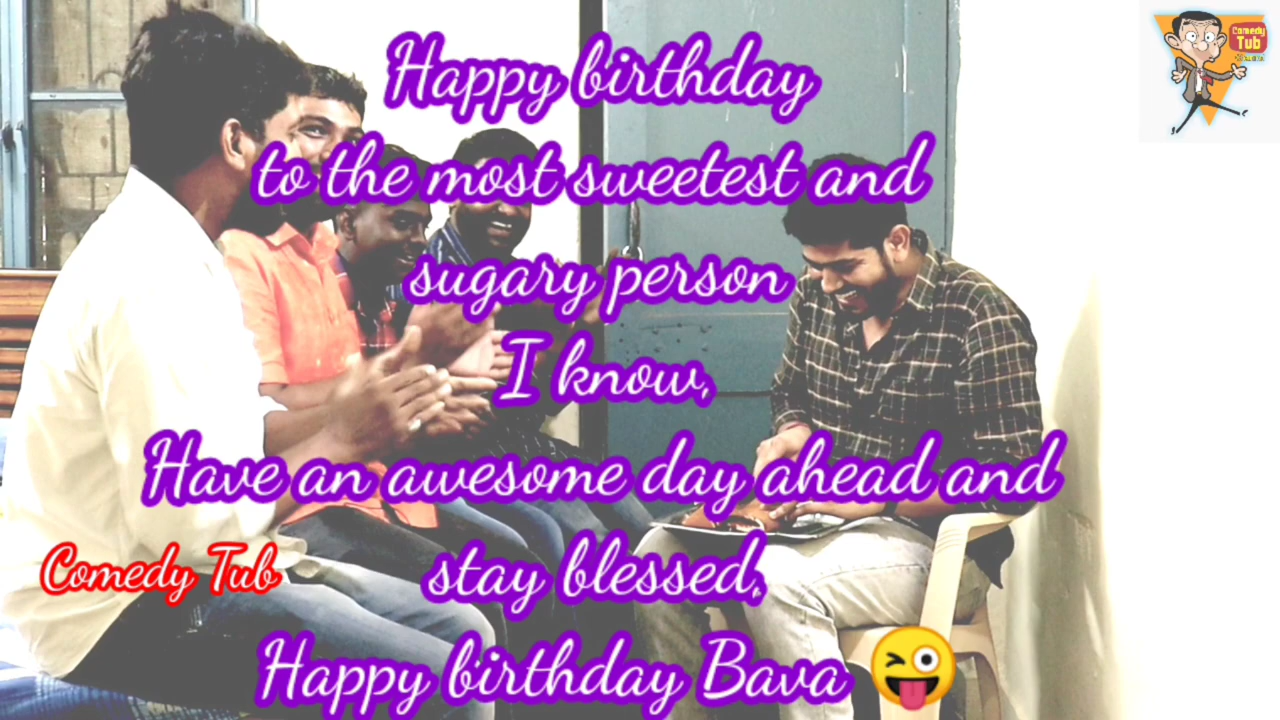 Comedy
Tub
Happy birthday
to the most sweetest and
sugary person
I know,
Have an awesome day ahead and
stay blessed,
Comedy Tub
Happy birthday Bava 😜